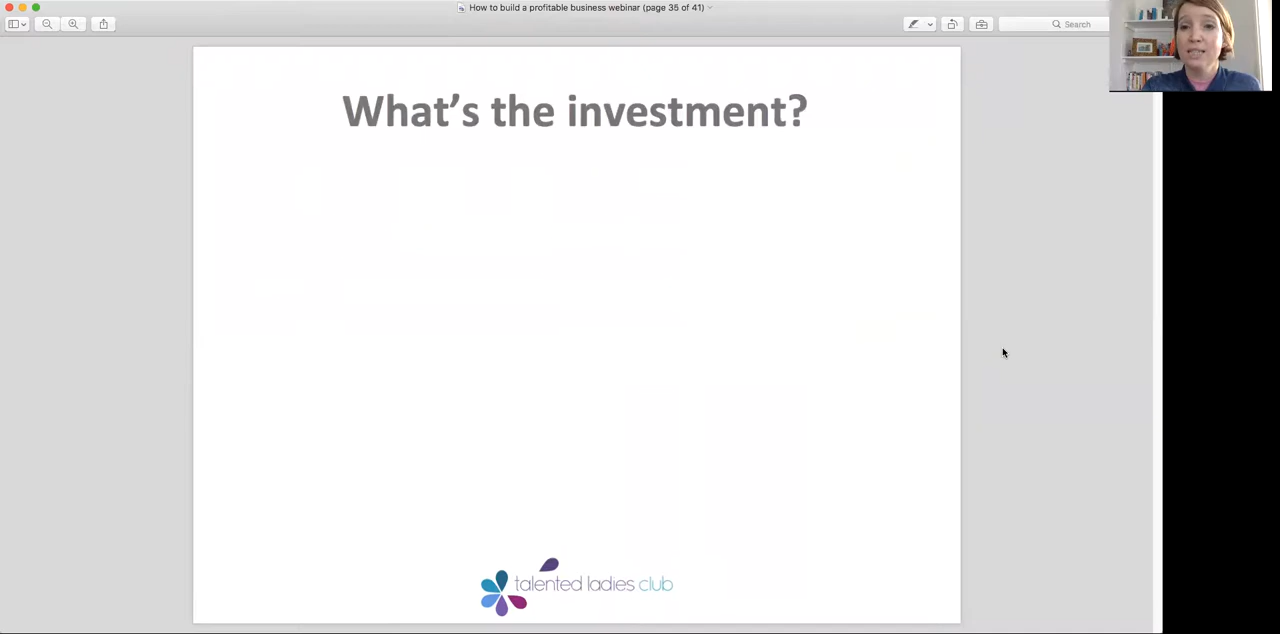 How to build a profitable business webinar (page 35 of 41)
Search
What's the investment?
talented ladies club